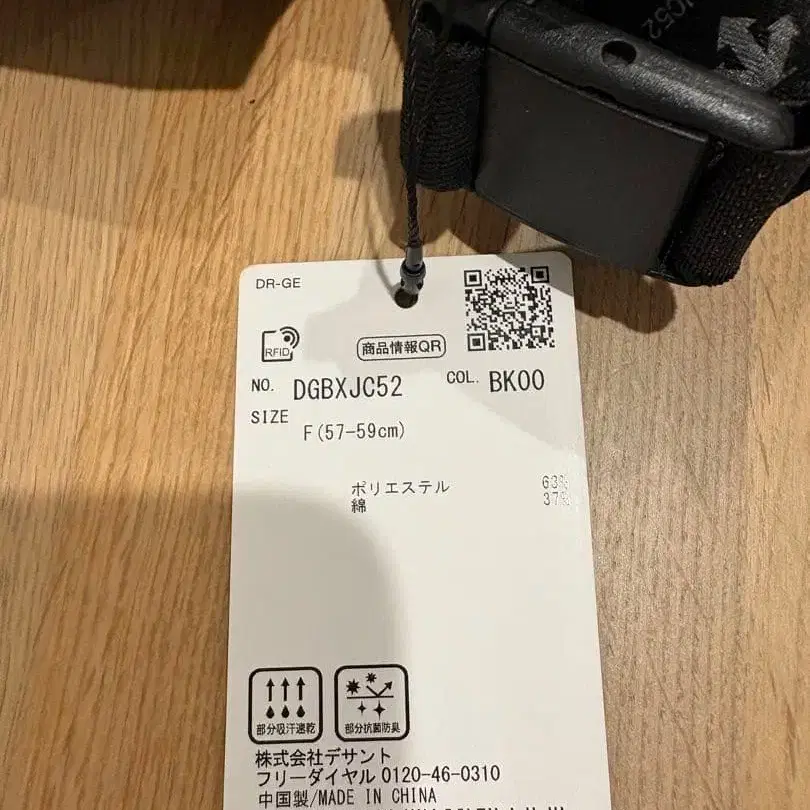 JC52
DR-GE
RFID
商品情報QR
NO. DGBXJC52 COL. BK00
SIZE
F(57-59cm)
ポリエステル 63%
綿 37%
部分吸汗速乾 部分抗菌防臭
株式会社デサント
フリーダイヤル 0120-46-0310
中国製/MADE IN CHINA